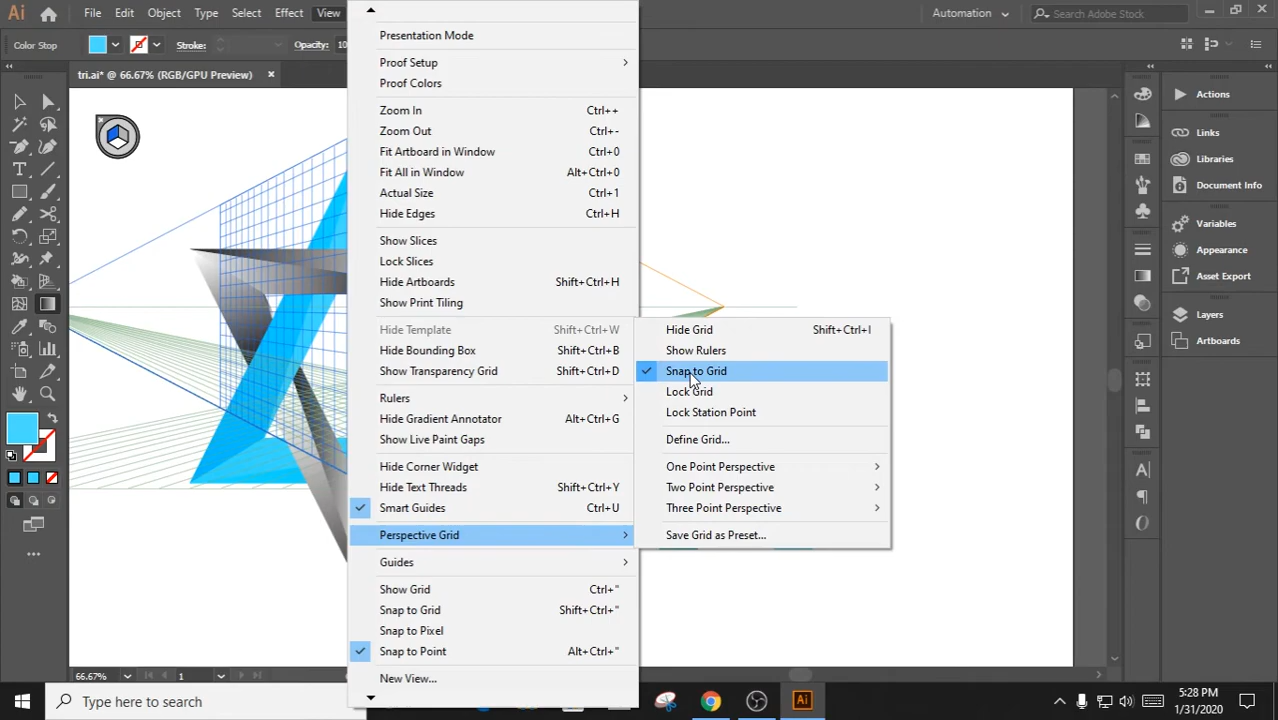 Ai File Edit Object Type Select Effect View Automation Search Adobe Stock
Color Stop Stroke: Opacity: 10
tri.ai* @ 66.67% (RGB/GPU Preview)
Presentation Mode
Proof Setup
Proof Colors
Zoom In Ctrl++
Zoom Out Ctrl+-
Fit Artboard in Window Ctrl+0
Fit All in Window Alt+Ctrl+0
Actual Size Ctrl+1
Hide Edges Ctrl+H
Show Slices
Lock Slices
Hide Artboards Shift+Ctrl+H
Show Print Tiling
Hide Template Shift+Ctrl+W
Hide Bounding Box Shift+Ctrl+B
Show Transparency Grid Shift+Ctrl+D
Rulers
Hide Gradient Annotator Alt+Ctrl+G
Show Live Paint Gaps
Hide Corner Widget
Hide Text Threads Shift+Ctrl+Y
Smart Guides Ctrl+U
Perspective Grid
Guides
Show Grid Ctrl+"
Snap to Grid Shift+Ctrl+"
Snap to Pixel
Snap to Point Alt+Ctrl+"
New View...
Hide Grid Shift+Ctrl+I
Show Rulers
Snap to Grid
Lock Grid
Lock Station Point
Define Grid...
One Point Perspective
Two Point Perspective
Three Point Perspective
Save Grid as Preset...
Actions
Links
Libraries
Document Info
Variables
Appearance
Asset Export
Layers
Artboards
66.67% 1
Type here to search
Ai
5:28 PM
1/31/2020